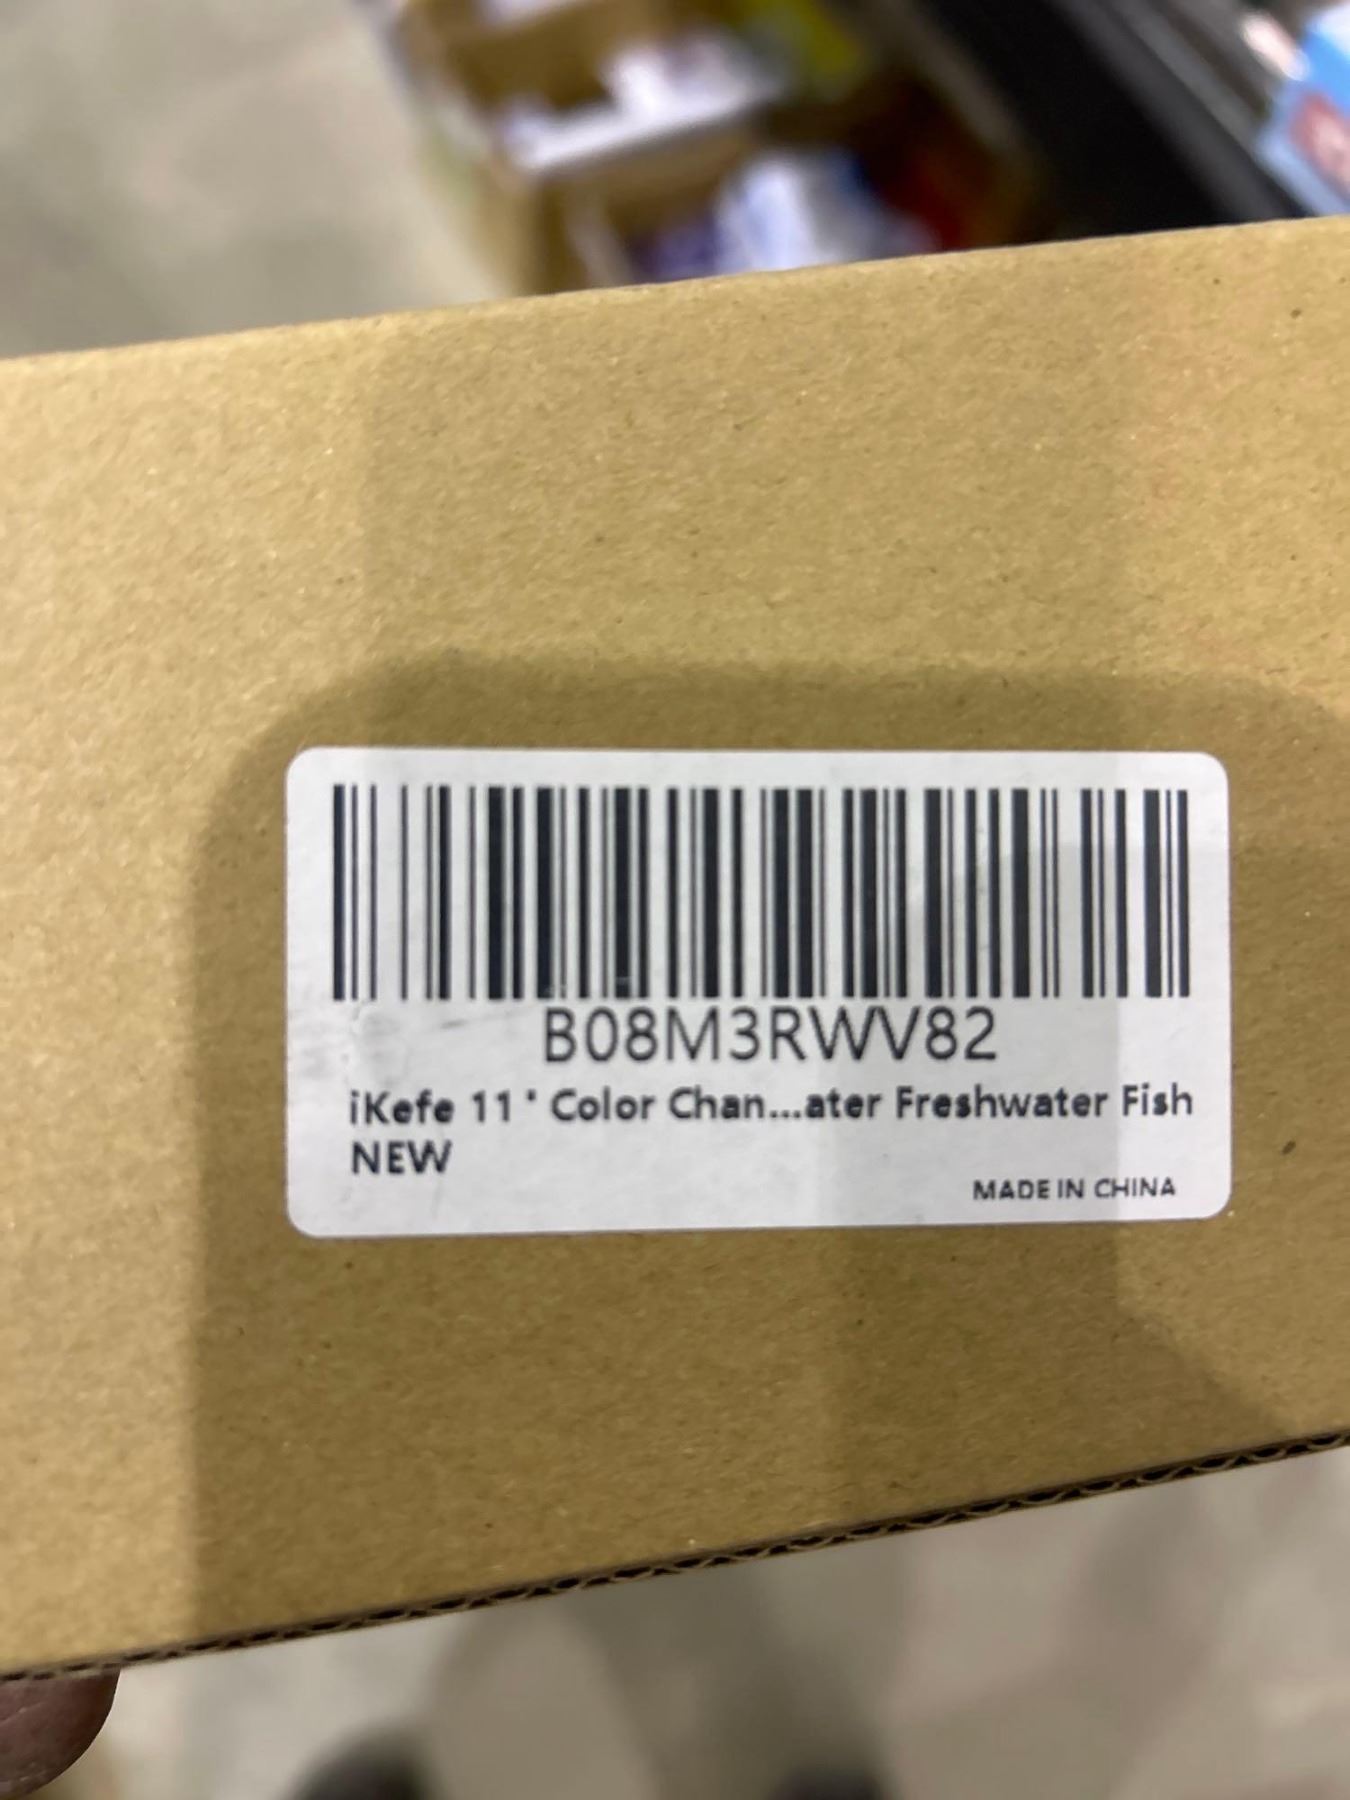 B08M3RWV82
iKefe 11" Color Chan...ater Freshwater Fish
NEW
MADE IN CHINA